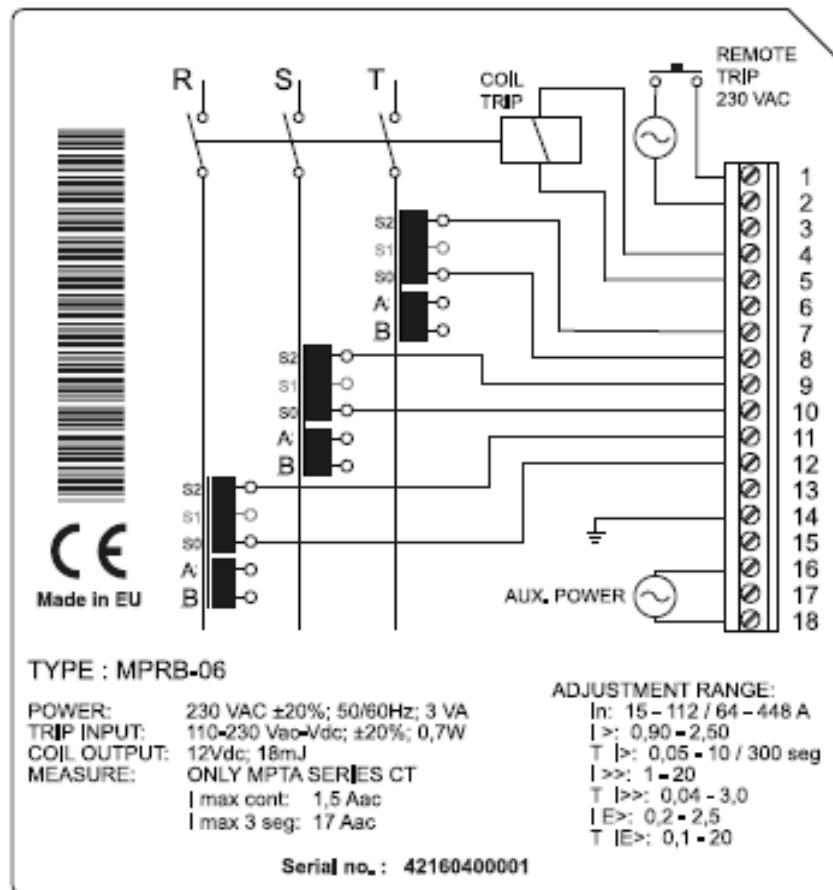 REMOTE
TRIP
230 VAC
R S T
COIL
TRIP
1
2
3
4
5
6
7
8
9
10
11
12
13
14
15
16
17
18
S2
S1
S0
A:
B
S2
S1
S0
A:
B
S2
S1
S0
A:
B
CE
Made in EU
AUX. POWER
TYPE : MPRB-06
POWER: 230 VAC ±20%; 50/60Hz; 3 VA
TRIP INPUT: 110-230 Vac-Vdc; ±20%; 0,7W
COIL OUTPUT: 12Vdc; 18mJ
MEASURE: ONLY MPTA SERIES CT
I max cont: 1,5 Aac
I max 3 seg: 17 Aac
ADJUSTMENT RANGE:
In: 15 – 112 / 64 – 448 A
I >: 0,90 - 2,50
T I>: 0,05 - 10 / 300 seg
I >>: 1 - 20
T I>>: 0,04 - 3,0
I E>: 0,2 - 2,5
T IE>: 0,1 - 20
Serial no. : 42160400001